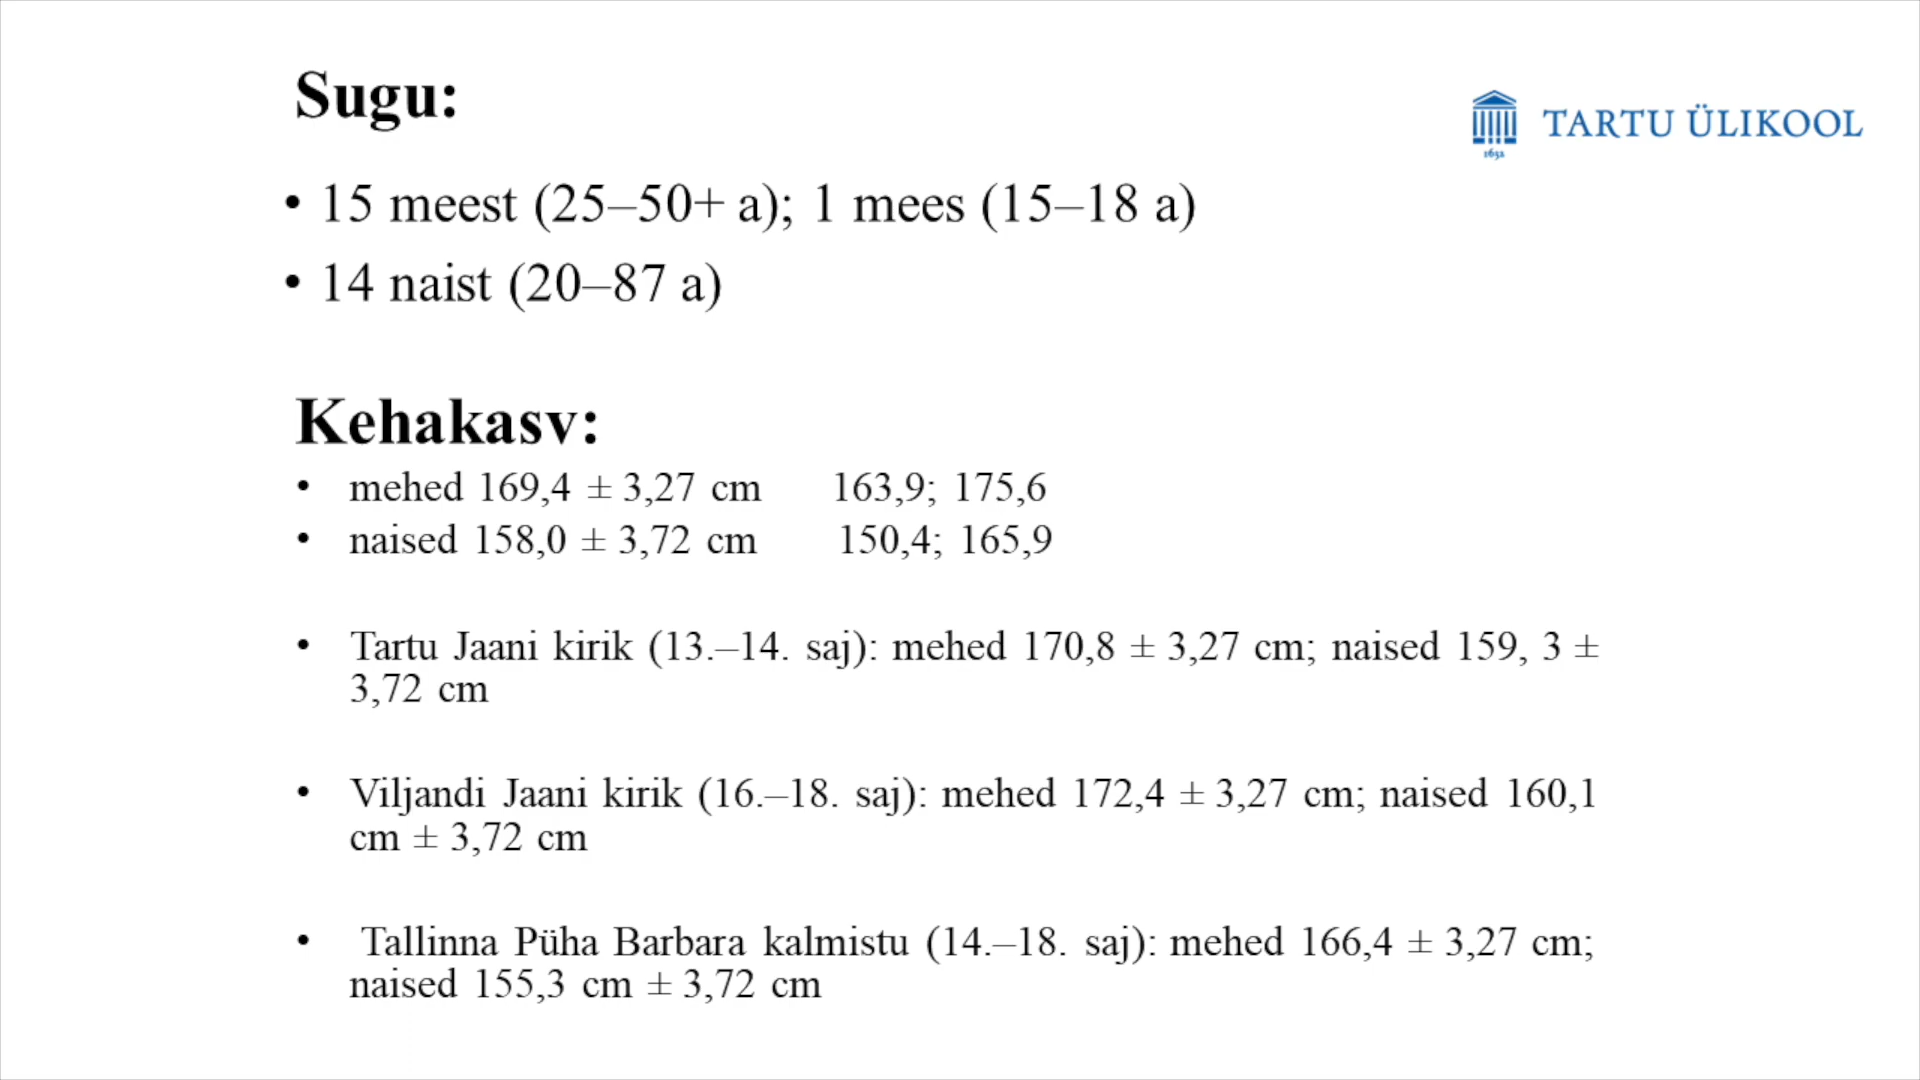 Sugu:
TARTU ÜLIKOOL
1632
• 15 meest (25–50+ a); 1 mees (15–18 a)
• 14 naist (20–87 a)
Kehakasv:
• mehed 169,4 ± 3,27 cm 163,9; 175,6
• naised 158,0 ± 3,72 cm 150,4; 165,9
• Tartu Jaani kirik (13.–14. saj): mehed 170,8 ± 3,27 cm; naised 159, 3 ±
3,72 cm
• Viljandi Jaani kirik (16.–18. saj): mehed 172,4 ± 3,27 cm; naised 160,1
cm ± 3,72 cm
• Tallinna Püha Barbara kalmistu (14.–18. saj): mehed 166,4 ± 3,27 cm;
naised 155,3 cm ± 3,72 cm